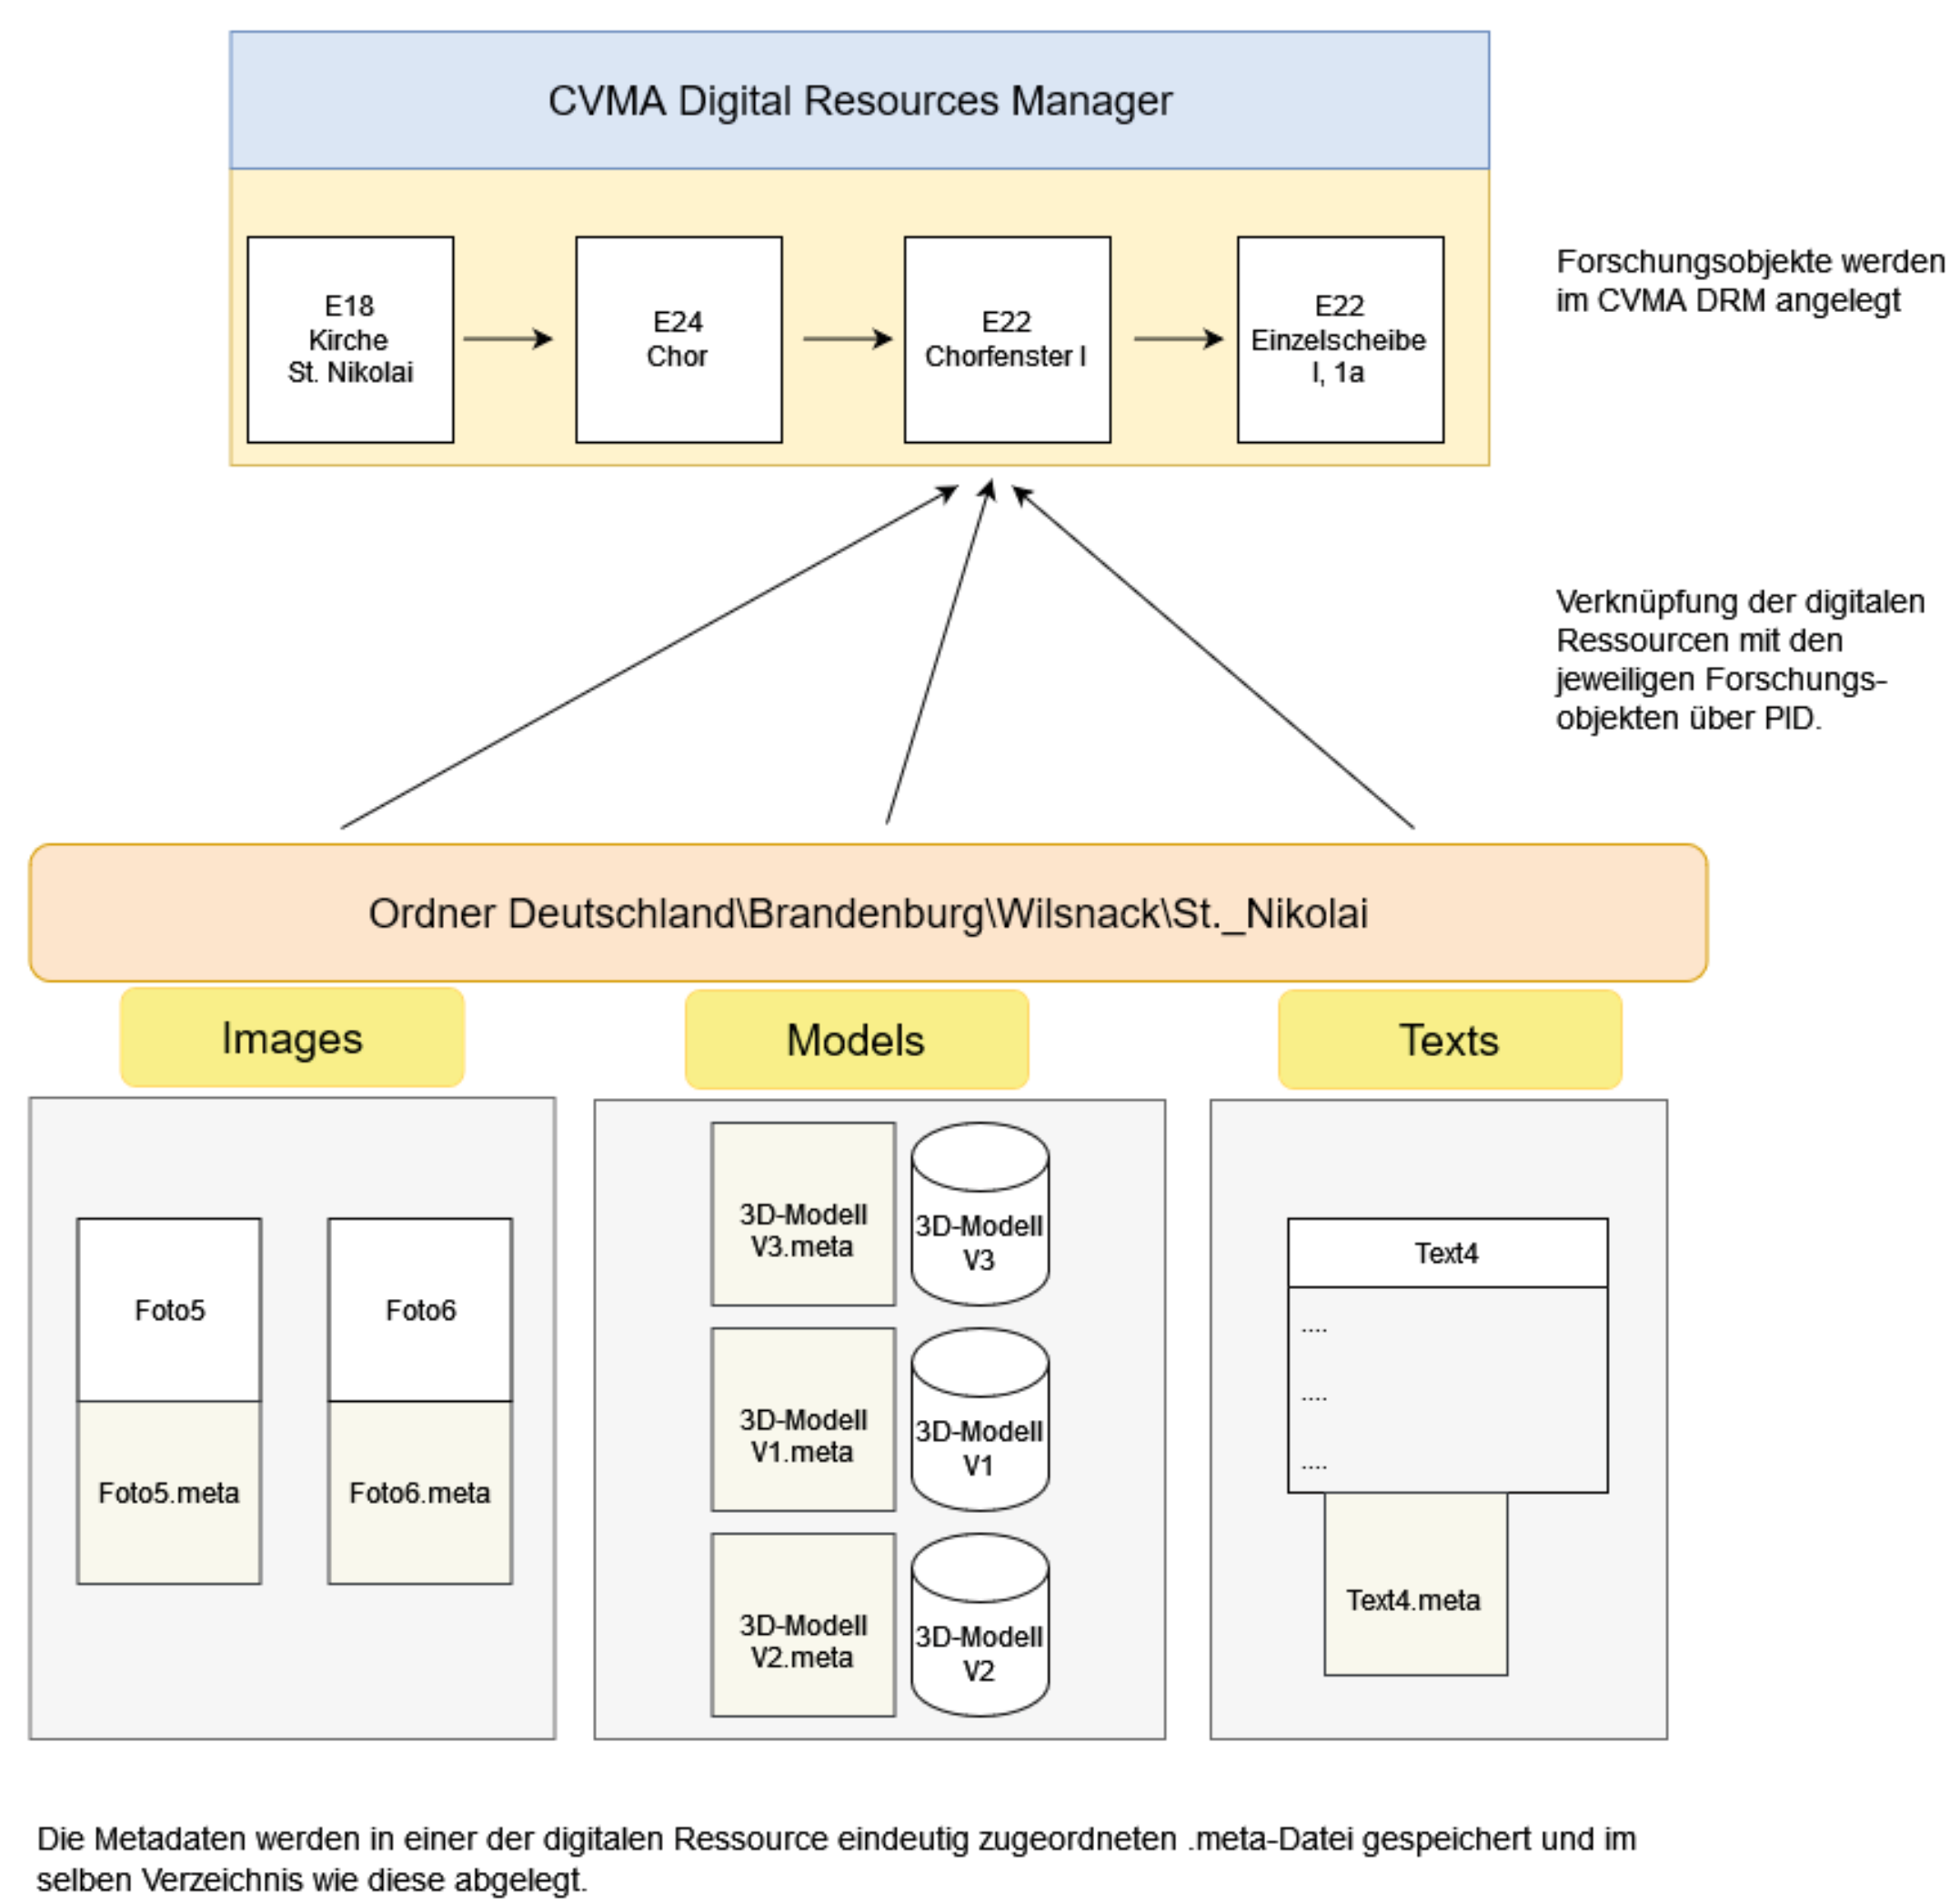 CVMA Digital Resources Manager
E18
Kirche
St. Nikolai
E24
Chor
E22
Chorfenster I
E22
Einzelscheibe
I, 1a
Forschungsobjekte werden
im CVMA DRM angelegt
Verknüpfung der digitalen
Ressourcen mit den
jeweiligen Forschungs-
objekten über PID.
Ordner Deutschland\Brandenburg\Wilsnack\St._Nikolai
Images
Models
Texts
Foto5
Foto5.meta
Foto6
Foto6.meta
3D-Modell
V3.meta
3D-Modell
V3
3D-Modell
V1.meta
3D-Modell
V1
3D-Modell
V2.meta
3D-Modell
V2
Text4
....
....
....
Text4.meta
Die Metadaten werden in einer der digitalen Ressource eindeutig zugeordneten .meta-Datei gespeichert und im
selben Verzeichnis wie diese abgelegt.